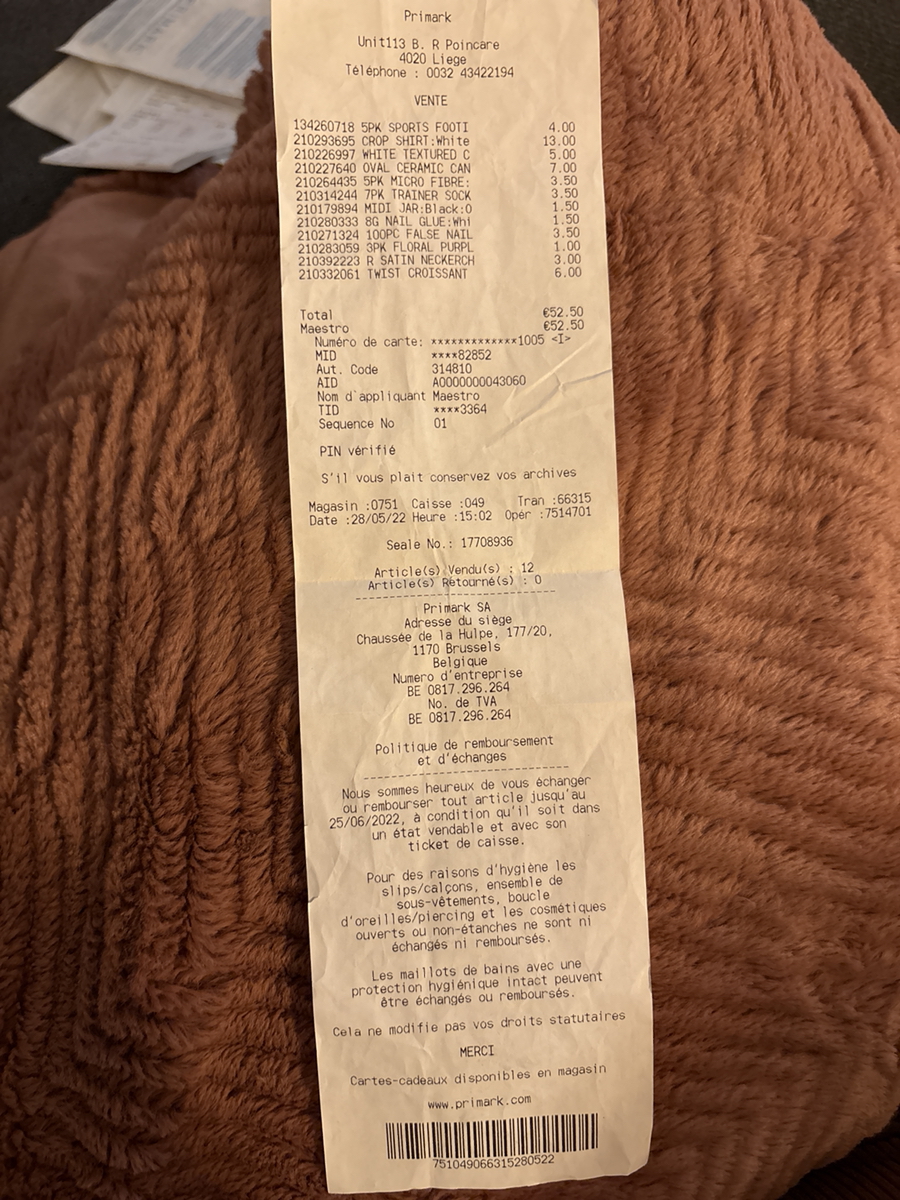 Primark
Unit113 B. R Poincare
4020 Liege
Téléphone : 0032 43422194
VENTE
134260718 5PK SPORTS FOOTI 4.00
210293695 CROP SHIRT:White 13.00
210226997 WHITE TEXTURED C 5.00
210227640 OVAL CERAMIC CAN 7.00
210264435 5PK MICRO FIBRE: 3.50
210314244 7PK TRAINER SOCK 3.50
210179894 MIDI JAR:Black:O 1.50
210280333 8G NAIL GLUE:Whi 1.50
210271324 100PC FALSE NAIL 3.50
210283059 3PK FLORAL PURPL 1.00
210392223 R SATIN NECKERCH 3.00
210332061 TWIST CROISSANT 6.00
Total €52.50
Maestro €52.50
Numéro de carte: *************1005 <I>
MID ****82852
Aut. Code 314810
AID A0000000043060
Nom d'appliquant Maestro
TID ****3364
Sequence No 01
PIN vérifié
S'il vous plait conservez vos archives
Magasin :0751 Caisse :049 Tran :66315
Date :28/05/22 Heure :15:02 Opér :7514701
Seale No.: 17708936
Article(s) Vendu(s) : 12
Article(s) Retourné(s) : 0
Primark SA
Adresse du siège
Chaussée de la Hulpe, 177/20,
1170 Brussels
Belgique
Numero d'entreprise
BE 0817.296.264
No. de TVA
BE 0817.296.264
Politique de remboursement
et d'échanges
Nous sommes heureux de vous échanger
ou rembourser tout article jusqu'au
25/06/2022, à condition qu'il soit dans
un état vendable et avec son
ticket de caisse.
Pour des raisons d'hygiène les
slips/calçons, ensemble de
sous-vêtements, boucle
d'oreilles/piercing et les cosmétiques
ouverts ou non-étanches ne sont ni
échangés ni remboursés.
Les maillots de bains avec une
protection hygiénique intact peuvent
être échangés ou remboursés.
Cela ne modifie pas vos droits statutaires
MERCI
Cartes-cadeaux disponibles en magasin
www.primark.com
751049066315280522